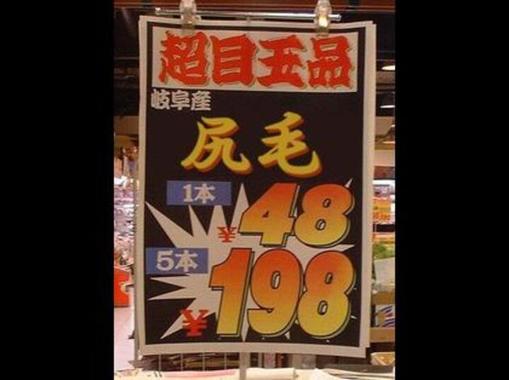 超目玉品
岐阜産
尻毛
1本 ¥48
5本 ¥198